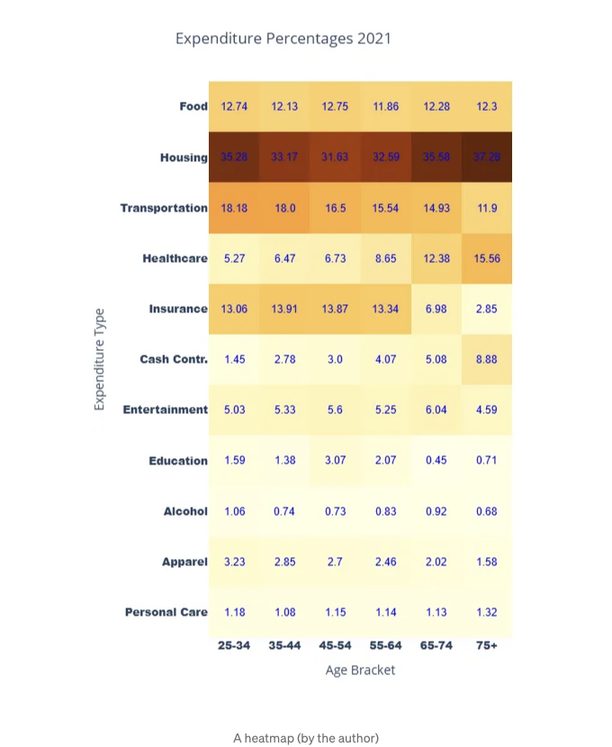 Expenditure Percentages 2021
Food 12.74 12.13 12.75 11.86 12.28 12.3
Housing 35.28 33.17 31.63 32.59 35.58 37.28
Transportation 18.18 18.0 16.5 15.54 14.93 11.9
Healthcare 5.27 6.47 6.73 8.65 12.38 15.56
Insurance 13.06 13.91 13.87 13.34 6.98 2.85
Cash Contr. 1.45 2.78 3.0 4.07 5.08 8.88
Expenditure Type
Entertainment 5.03 5.33 5.6 5.25 6.04 4.59
Education 1.59 1.38 3.07 2.07 0.45 0.71
Alcohol 1.06 0.74 0.73 0.83 0.92 0.68
Apparel 3.23 2.85 2.7 2.46 2.02 1.58
Personal Care 1.18 1.08 1.15 1.14 1.13 1.32
25-34 35-44 45-54 55-64 65-74 75+
Age Bracket
A heatmap (by the author)